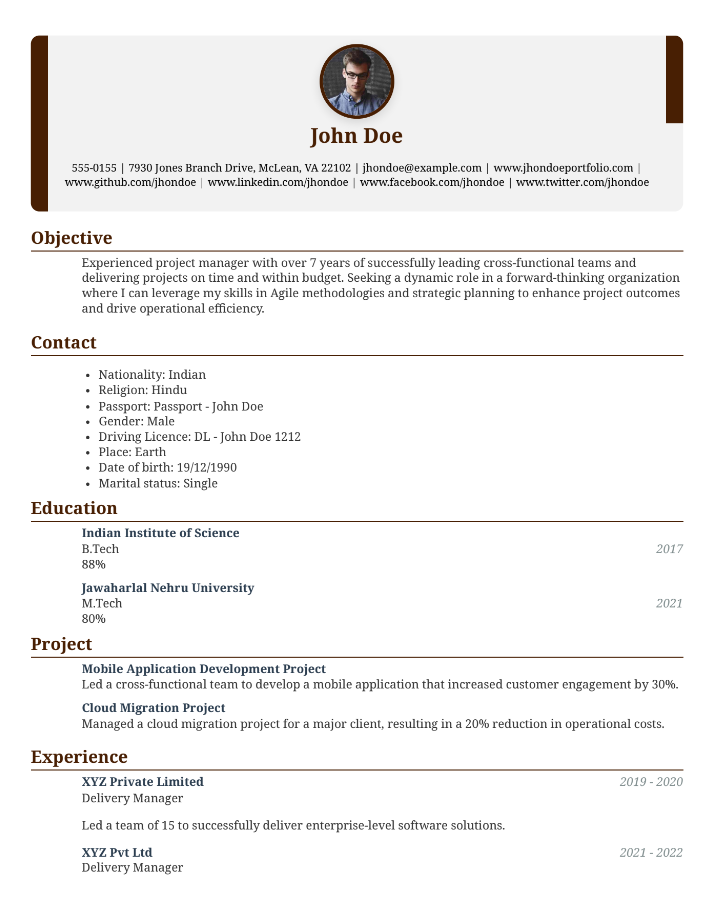 John Doe
555-0155 | 7930 Jones Branch Drive, McLean, VA 22102 | jhondoe@example.com | www.jhondoeportfolio.com |
www.github.com/jhondoe | www.linkedin.com/jhondoe | www.facebook.com/jhondoe | www.twitter.com/jhondoe
Objective
Experienced project manager with over 7 years of successfully leading cross-functional teams and
delivering projects on time and within budget. Seeking a dynamic role in a forward-thinking organization
where I can leverage my skills in Agile methodologies and strategic planning to enhance project outcomes
and drive operational efficiency.
Contact
• Nationality: Indian
• Religion: Hindu
• Passport: Passport - John Doe
• Gender: Male
• Driving Licence: DL - John Doe 1212
• Place: Earth
• Date of birth: 19/12/1990
• Marital status: Single
Education
Indian Institute of Science
B.Tech 2017
88%
Jawaharlal Nehru University
M.Tech 2021
80%
Project
Mobile Application Development Project
Led a cross-functional team to develop a mobile application that increased customer engagement by 30%.
Cloud Migration Project
Managed a cloud migration project for a major client, resulting in a 20% reduction in operational costs.
Experience
XYZ Private Limited 2019 - 2020
Delivery Manager
Led a team of 15 to successfully deliver enterprise-level software solutions.
XYZ Pvt Ltd 2021 - 2022
Delivery Manager